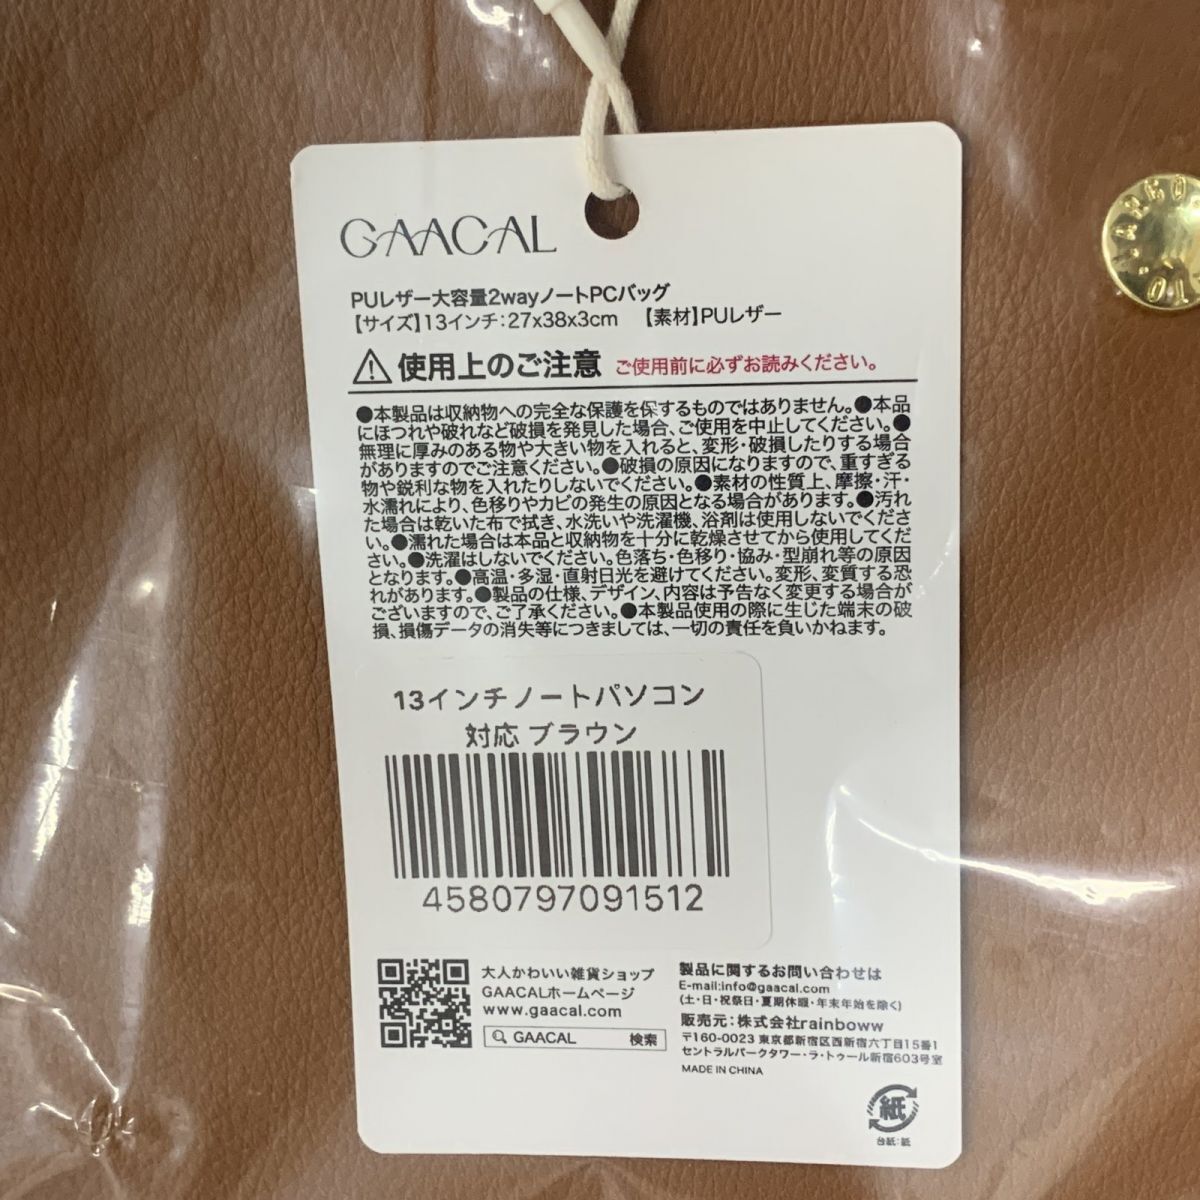 GAACAL
PUレザー大容量2wayノートPCバッグ
【サイズ】13インチ:27x38x3cm 【素材】PUレザー
使用上のご注意 ご使用前に必ずお読みください。
●本製品は収納物への完全な保護を保するものではありません。●本品
にほつれや破れなど破損を発見した場合、ご使用を中止してください。●
無理に厚みのある物や大きい物を入れると、変形・破損したりする場合
がありますのでご注意ください。●破損の原因になりますので、重すぎる
物や鋭利な物を入れたりしないでください。●素材の性質上、摩擦・汗・
水濡れにより、色移りやカビの発生の原因となる場合があります。●汚れ
た場合は乾いた布で拭き、水洗いや洗濯機、浴剤は使用しないでくださ
い。●濡れた場合は本品と収納物を十分に乾燥させてから使用してくだ
さい。●洗濯はしないでください。色落ち・色移り・協み・型崩れ等の原因
となります。●高温・多湿・直射日光を避けてください。変形、変質する恐
れがあります。●製品の仕様、デザイン、内容は予告なく変更する場合が
ございますので、ご了承ください。●本製品使用の際に生じた端末の破
損、損傷データの消失等につきましては、一切の責任を負いかねます。
13インチノートパソコン
対応 ブラウン
4580797091512
大人かわいい雑貨ショップ
GAACALホームページ
www.gaacal.com
GAACAL 検索
製品に関するお問い合わせは
E-mail:info@gaacal.com
(土・日・祝祭日・夏期休暇・年末年始を除く)
販売元:株式会社rainboww
〒160-0023 東京都新宿区西新宿六丁目15番1
セントラルパークタワー・ラ・トゥール新宿603号室
MADE IN CHINA
紙
台紙:紙